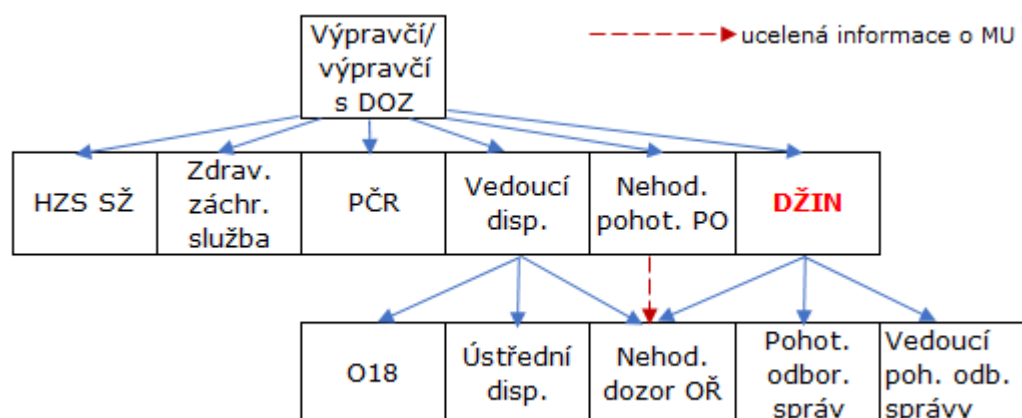 Výpravčí/
výpravčí
s DOZ
ucelená informace o MU
HZS SŽ
Zdrav.
záchr.
služba
PČR
Vedoucí
disp.
Nehod.
pohot. PO
DŽIN
O18
Ústřední
disp.
Nehod.
dozor OŘ
Pohot.
odbor.
správ
Vedoucí
poh. odb.
správy